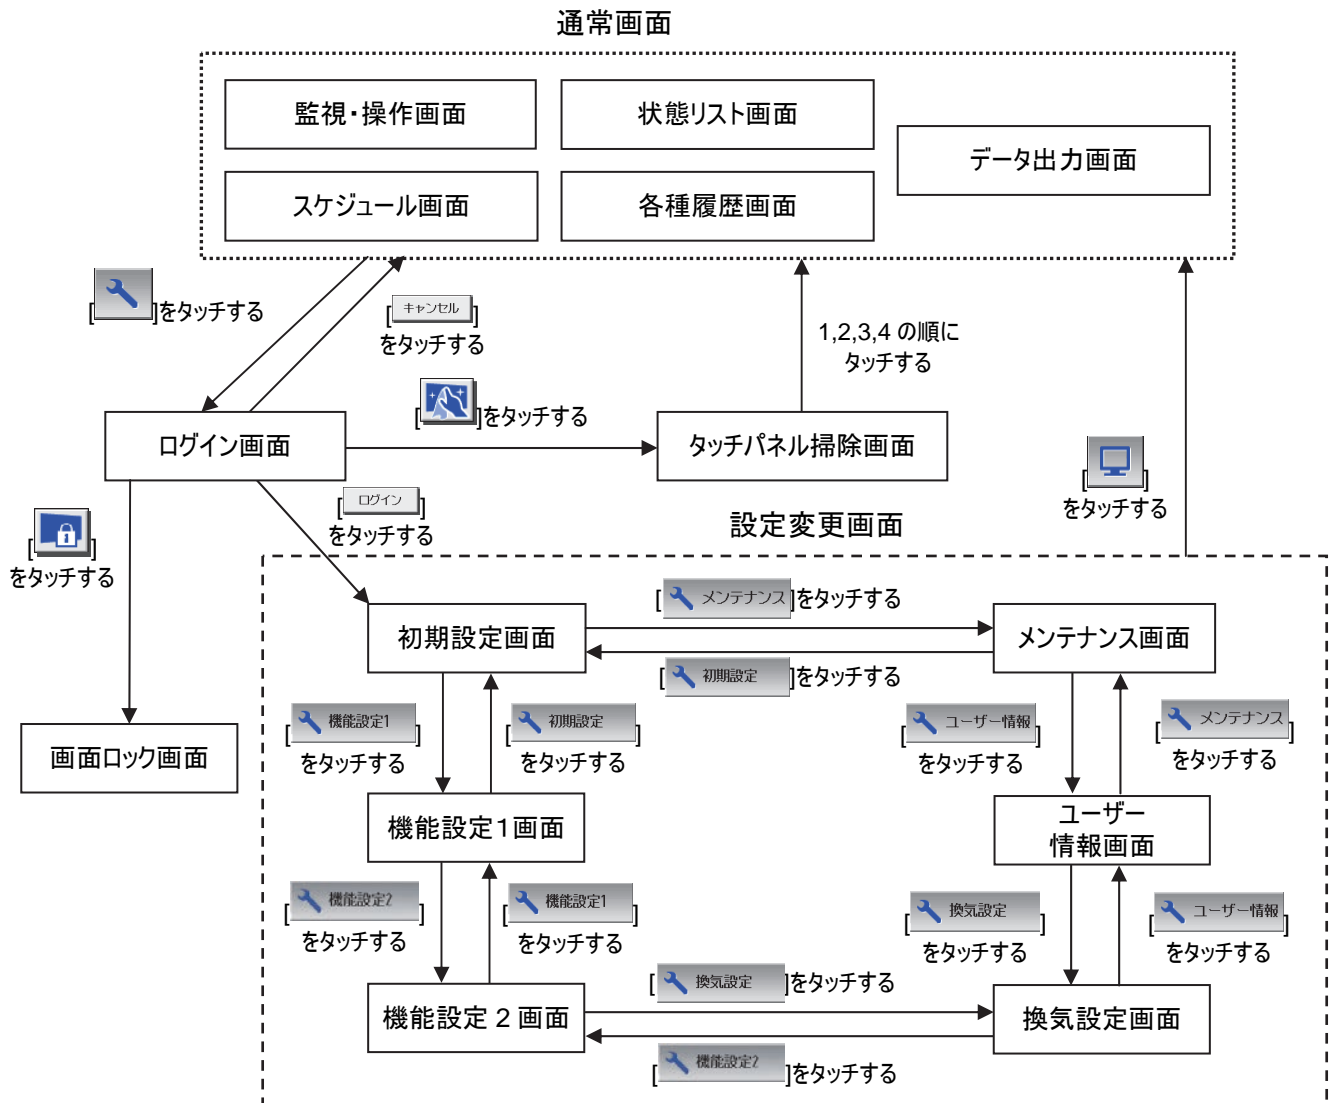 通常画面
監視・操作画面
状態リスト画面
データ出力画面
スケジュール画面
各種履歴画面
[ ]をタッチする
[ キャンセル ]
をタッチする
1,2,3,4 の順に
タッチする
[ ]をタッチする
ログイン画面
タッチパネル掃除画面
[ ]
をタッチする
[ ログイン ]
をタッチする
[ ]
をタッチする
設定変更画面
[ メンテナンス ]をタッチする
初期設定画面
メンテナンス画面
[ 初期設定 ]をタッチする
[ 機能設定1 ]
をタッチする
[ 初期設定 ]
をタッチする
[ ユーザー情報 ]
をタッチする
[ メンテナンス ]
をタッチする
画面ロック画面
機能設定1画面
ユーザー
情報画面
[ 機能設定2 ]
をタッチする
[ 機能設定1 ]
をタッチする
[ 換気設定 ]
をタッチする
[ ユーザー情報 ]
をタッチする
[ 換気設定 ]をタッチする
機能設定 2 画面
換気設定画面
[ 機能設定2 ]をタッチする